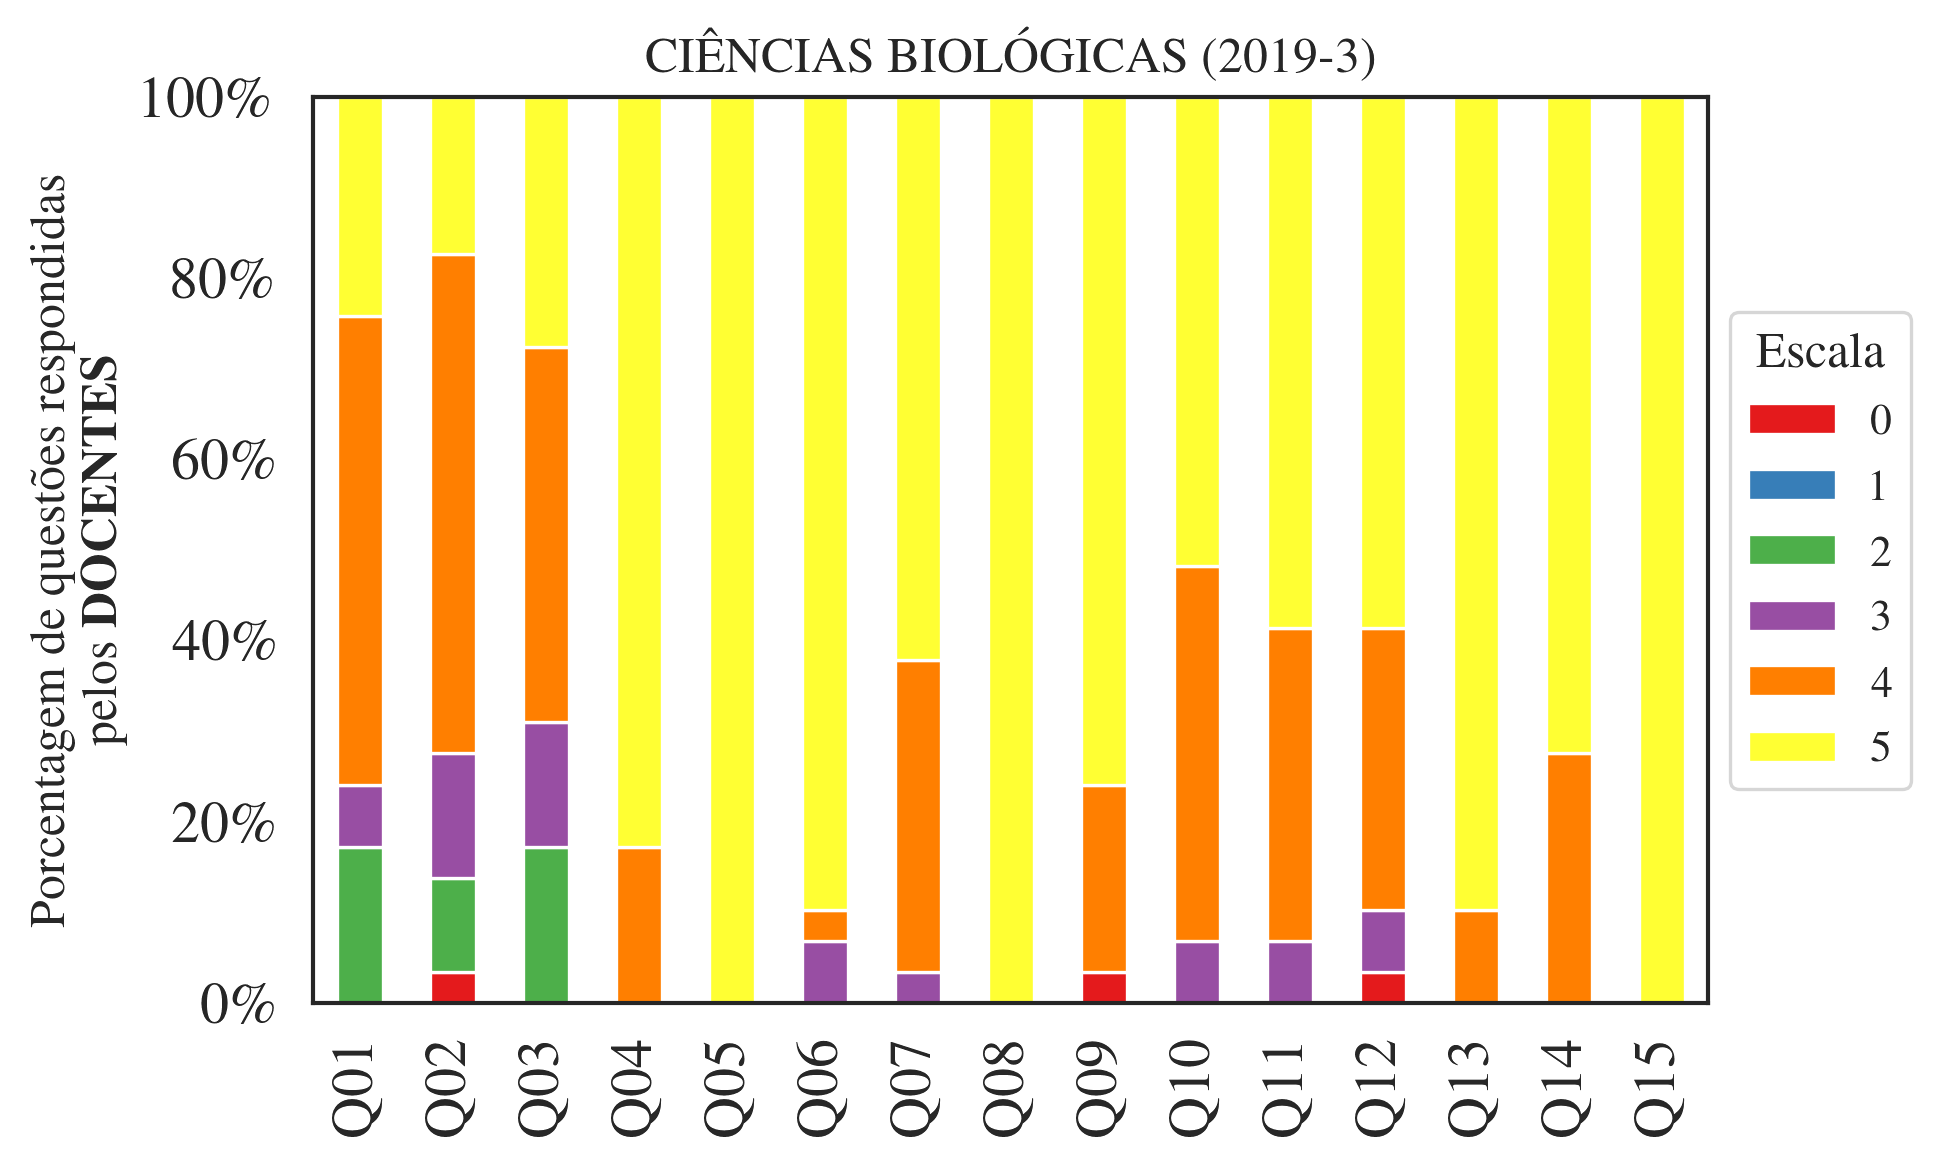 CIÊNCIAS BIOLÓGICAS (2019-3)
Porcentagem de questões respondidas
pelos DOCENTES
100%
80%
60%
40%
20%
0%
Q01
Q02
Q03
Q04
Q05
Q06
Q07
Q08
Q09
Q10
Q11
Q12
Q13
Q14
Q15
Escala
0
1
2
3
4
5